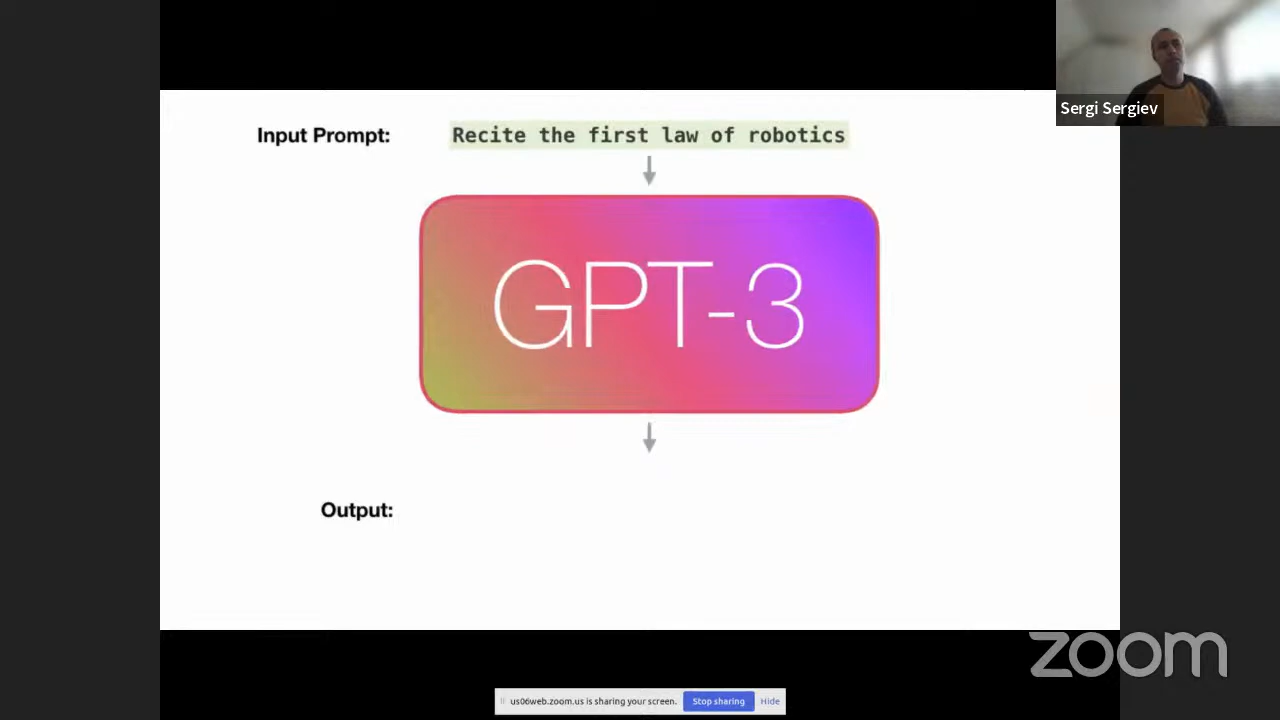 Sergi Sergiev
Input Prompt: Recite the first law of robotics
GPT-3
Output:
zoom
us06web.zoom.us is sharing your screen. Stop sharing Hide